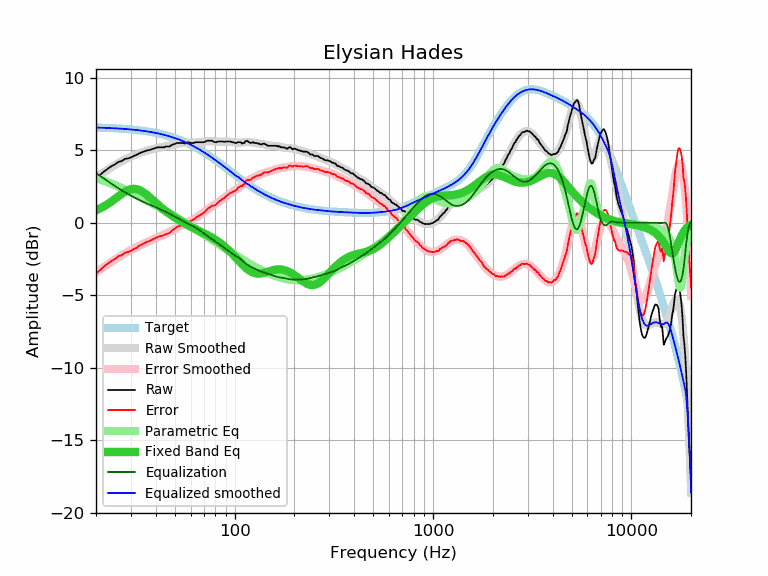 Elysian Hades
10
5
0
−5
−10
−15
−20
Amplitude (dBr)
Target
Raw Smoothed
Error Smoothed
Raw
Error
Parametric Eq
Fixed Band Eq
Equalization
Equalized smoothed
100 1000 10000
Frequency (Hz)